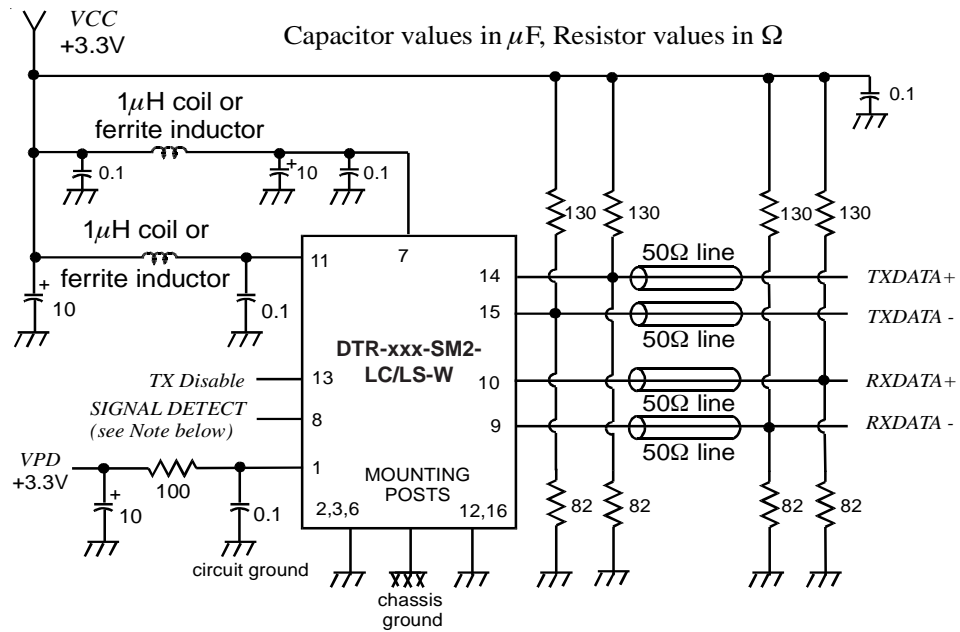 VCC
+3.3V
Capacitor values in µF, Resistor values in Ω
1µH coil or
ferrite inductor
0.1
0.1
+
10
0.1
130
130
130
130
1µH coil or
ferrite inductor
+
10
0.1
11
7
14
50Ω line
TXDATA+
15
50Ω line
TXDATA -
DTR-xxx-SM2-
LC/LS-W
TX Disable
13
10
50Ω line
RXDATA+
SIGNAL DETECT
(see Note below)
8
9
50Ω line
RXDATA -
VPD
+3.3V
100
1
+
10
0.1
MOUNTING
POSTS
2,3,6
12,16
82
82
82
82
circuit ground
chassis
ground